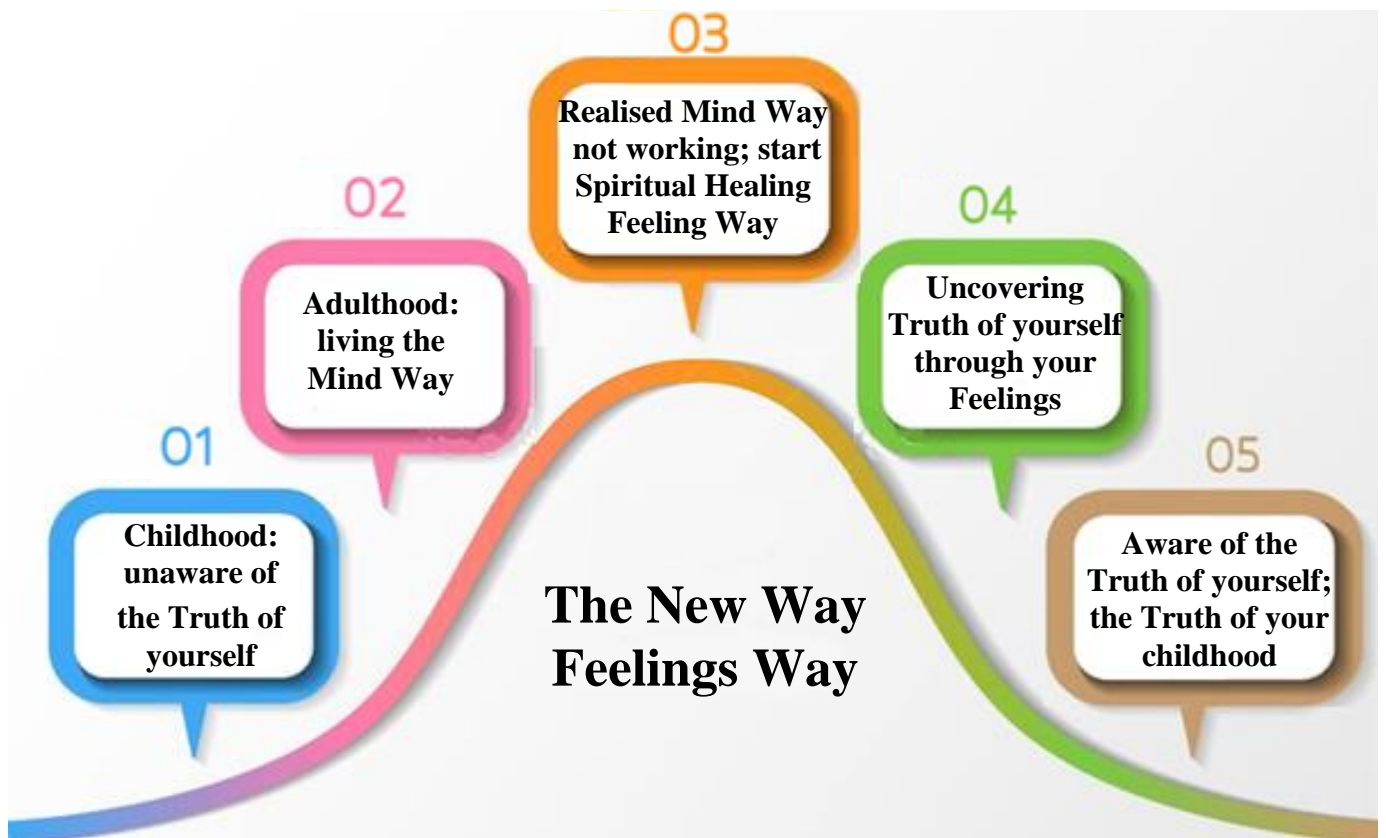 01
Childhood:
unaware of
the Truth of
yourself
02
Adulthood:
living the
Mind Way
03
Realised Mind Way
not working; start
Spiritual Healing
Feeling Way
04
Uncovering
Truth of yourself
through your
Feelings
05
Aware of the
Truth of yourself;
the Truth of your
childhood
The New Way
Feelings Way